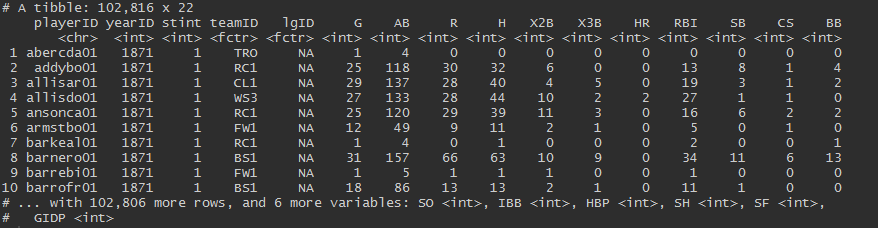 # A tibble: 102,816 x 22
playerID yearID stint teamID lgID G AB R H X2B X3B HR RBI SB CS BB
<chr> <int> <int> <fctr> <fctr> <int> <int> <int> <int> <int> <int> <int> <int> <int> <int> <int>
1 abercda01 1871 1 TRO NA 1 4 0 0 0 0 0 0 0 0 0
2 addybo01 1871 1 RC1 NA 25 118 30 32 6 0 0 13 8 1 4
3 allisar01 1871 1 CL1 NA 29 137 28 40 4 5 0 19 3 1 2
4 allisdo01 1871 1 WS3 NA 27 133 28 44 10 2 2 27 1 1 0
5 ansonca01 1871 1 RC1 NA 25 120 29 39 11 3 0 16 6 2 2
6 armstbo01 1871 1 FW1 NA 12 49 9 11 2 1 0 5 0 1 0
7 barkeal01 1871 1 RC1 NA 1 4 0 1 0 0 0 2 0 0 1
8 barnero01 1871 1 BS1 NA 31 157 66 63 10 9 0 34 11 6 13
9 barrebi01 1871 1 FW1 NA 1 5 1 1 1 0 0 1 0 0 0
10 barrofr01 1871 1 BS1 NA 18 86 13 13 2 1 0 11 1 0 0
# ... with 102,806 more rows, and 6 more variables: SO <int>, IBB <int>, HBP <int>, SH <int>, SF <int>,
# GIDP <int>